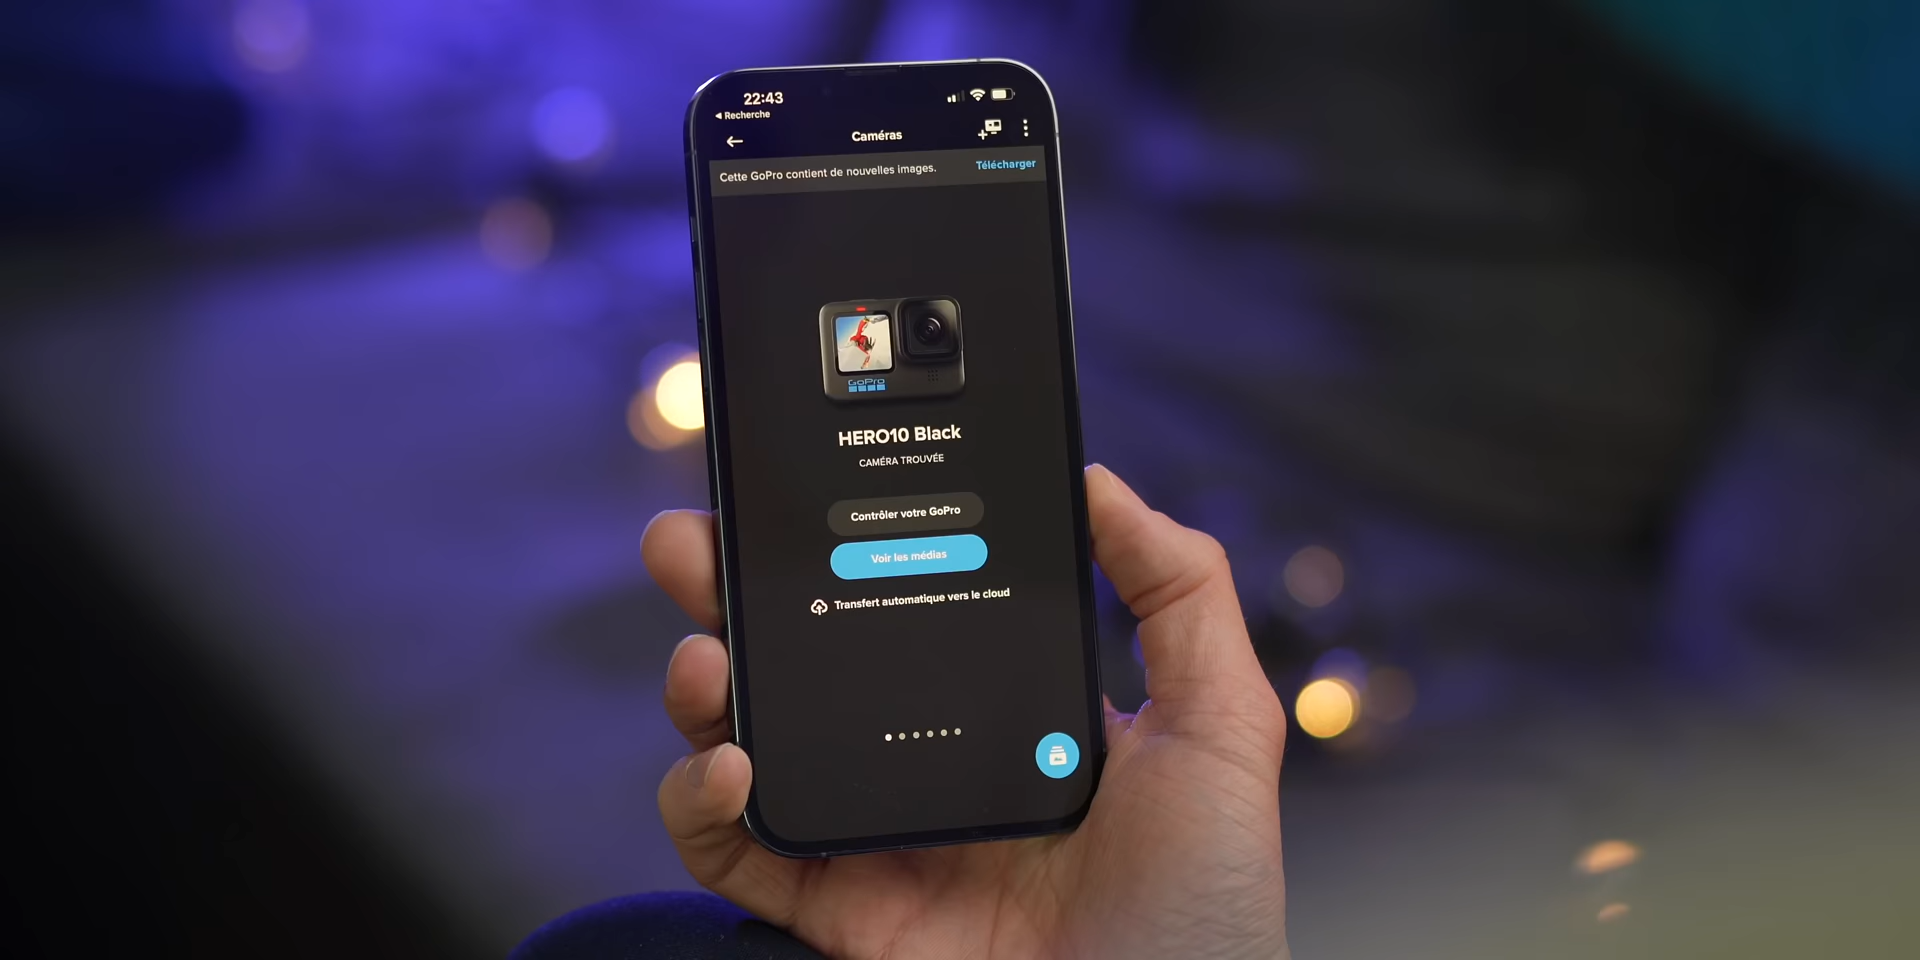 22:43
◀ Recherche
Caméras
Cette GoPro contient de nouvelles images.
Télécharger
GoPro
HERO10 Black
CAMÉRA TROUVÉE
Contrôler votre GoPro
Voir les médias
Transfert automatique vers le cloud